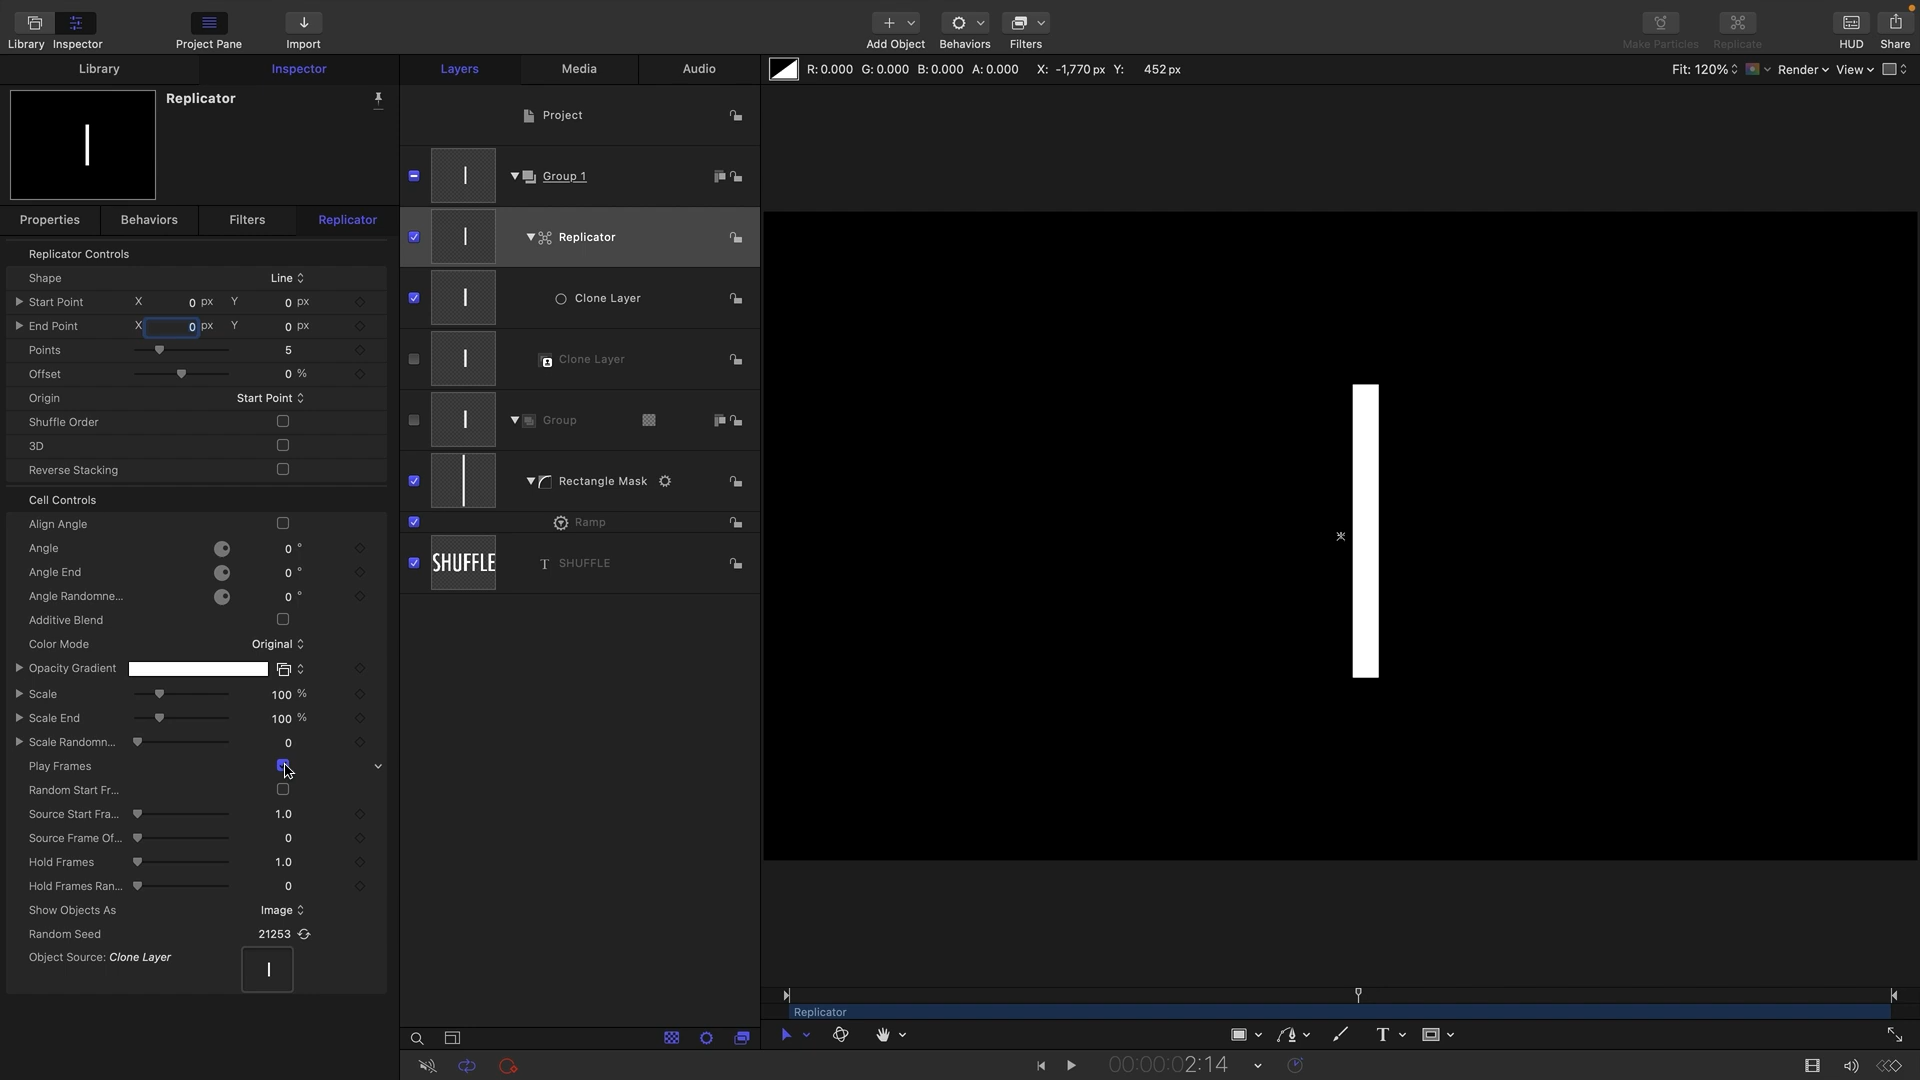 Library
Inspector
Project Pane
Import
Add Object
Behaviors
Filters
Make Particles
Replicate
HUD
Share
Library
Inspector
Layers
Media
Audio
R: 0.000 G: 0.000 B: 0.000 A: 0.000 X: -1,770 px Y: 452 px
Fit: 120%
Render
View
Replicator
Properties
Behaviors
Filters
Replicator
Replicator Controls
Shape Line
Start Point X 0 px Y 0 px
End Point X 0 px Y 0 px
Points 5
Offset 0 %
Origin Start Point
Shuffle Order
3D
Reverse Stacking
Cell Controls
Align Angle
Angle 0 °
Angle End 0 °
Angle Randomne... 0 °
Additive Blend
Color Mode Original
Opacity Gradient
Scale 100 %
Scale End 100 %
Scale Randomn... 0
Play Frames
Random Start Fr...
Source Start Fra... 1.0
Source Frame Of... 0
Hold Frames 1.0
Hold Frames Ran... 0
Show Objects As Image
Random Seed 21253
Object Source: Clone Layer
Project
Group 1
Replicator
Clone Layer
Clone Layer
Group
Rectangle Mask
Ramp
SHUFFLE
T SHUFFLE
Replicator
T
00:00:02:14